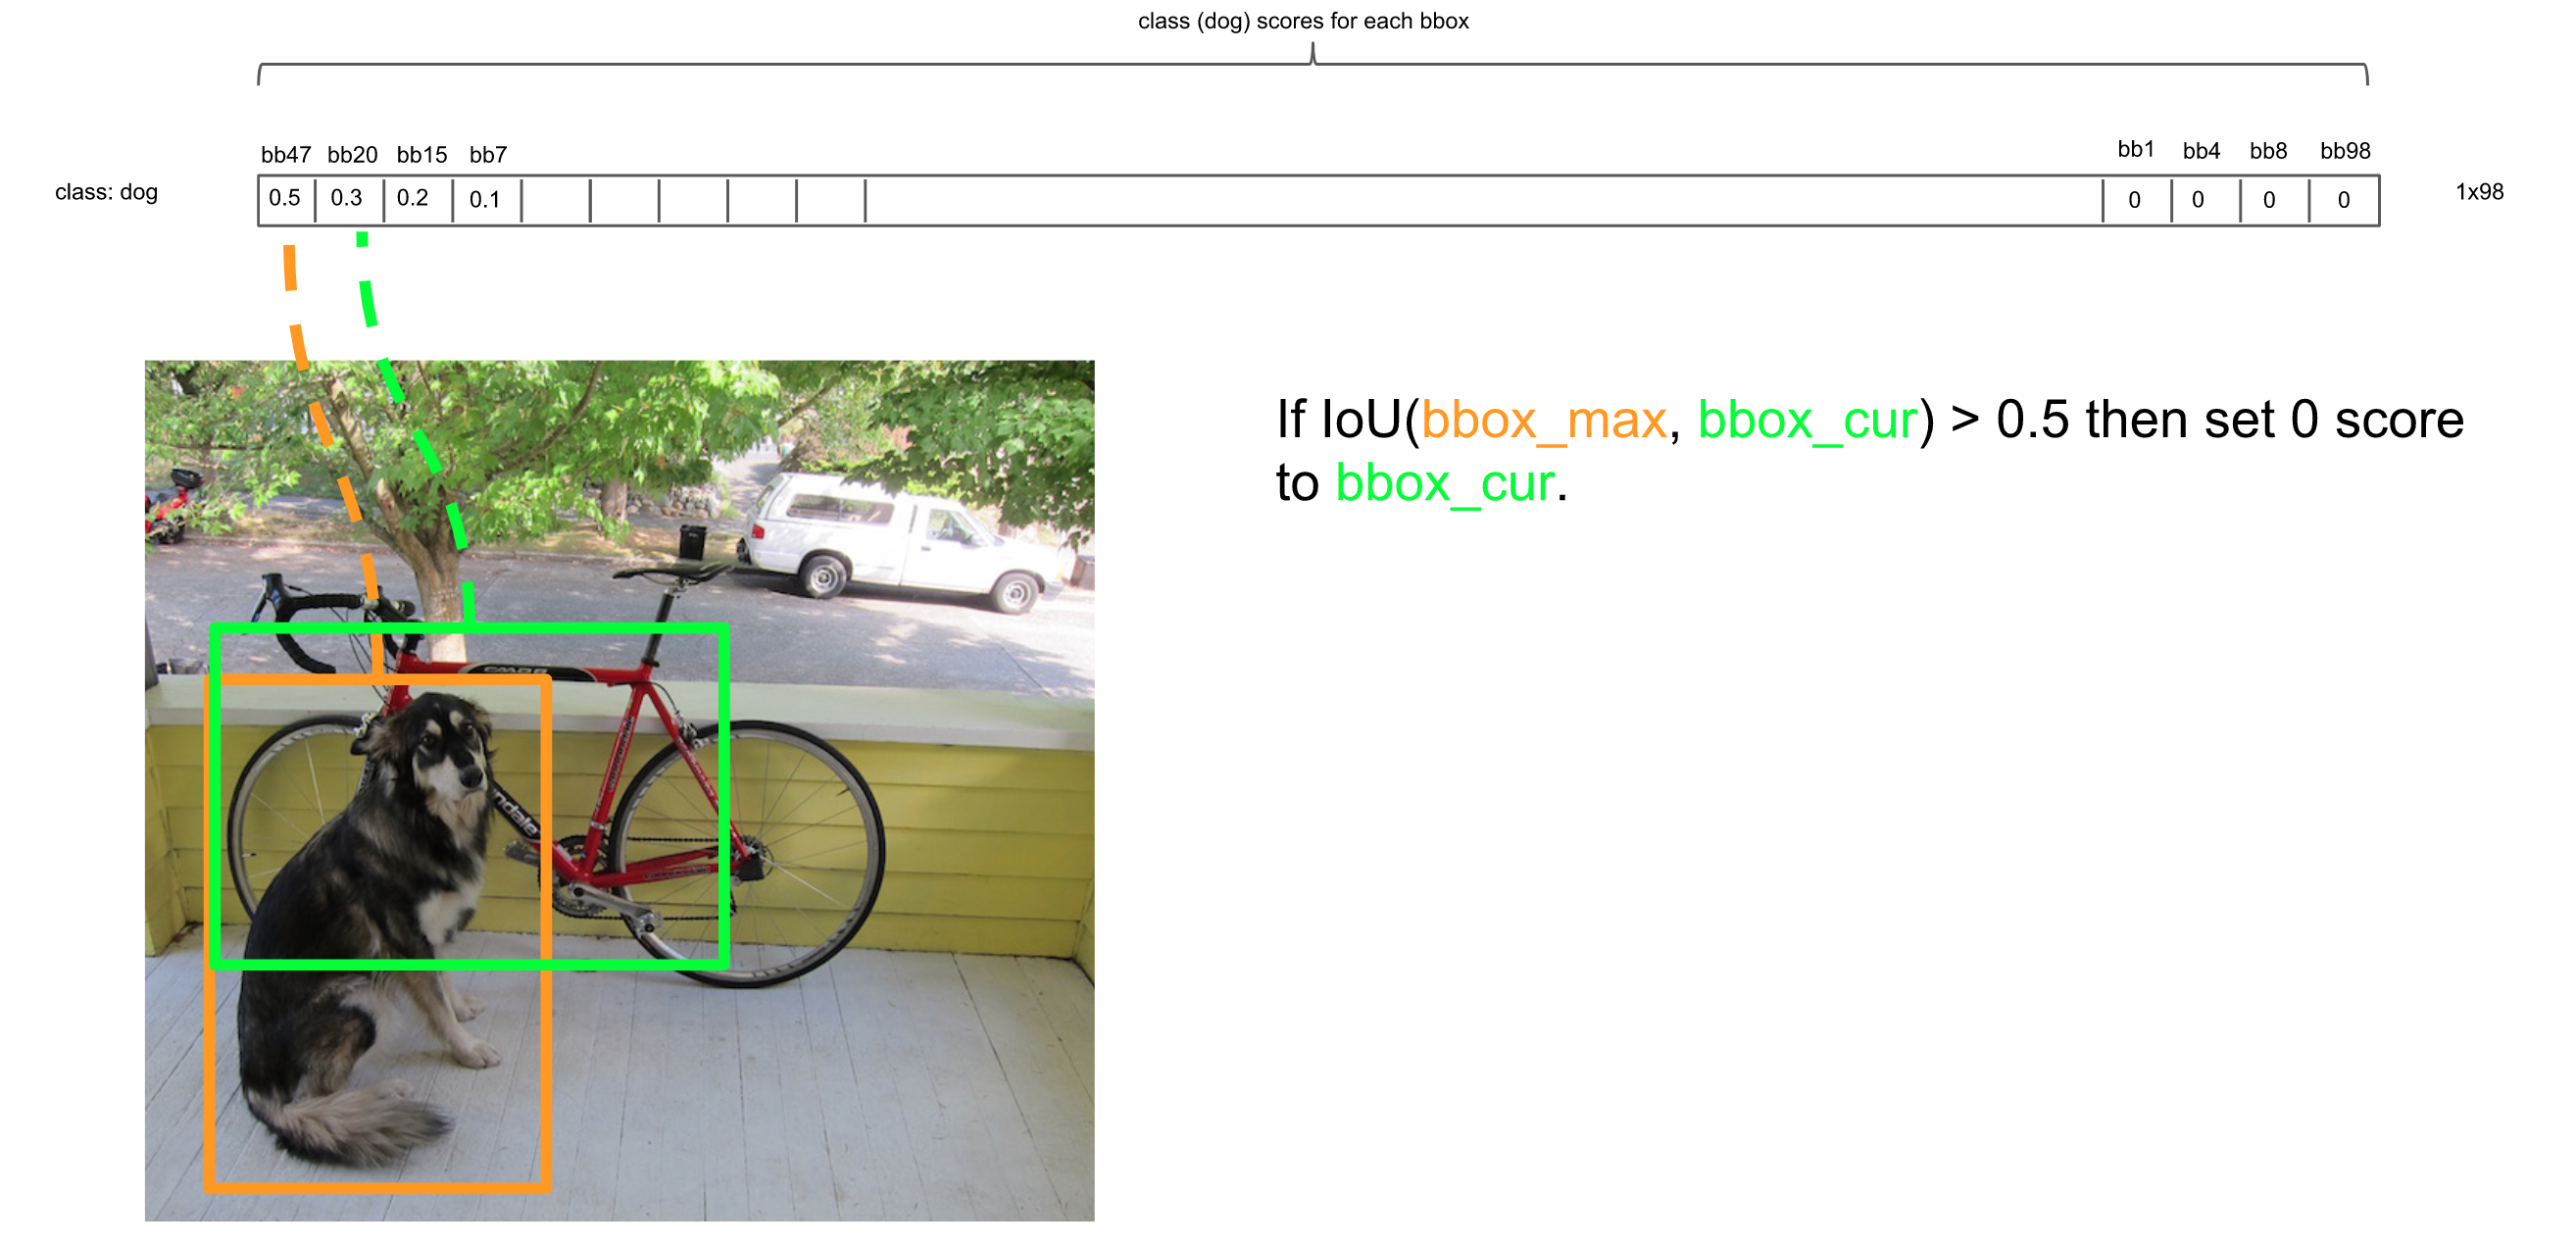 class (dog) scores for each bbox
bb47 bb20 bb15 bb7 bb1 bb4 bb8 bb98
class: dog 0.5 0.3 0.2 0.1 0 0 0 0 1x98
If IoU(bbox_max, bbox_cur) > 0.5 then set 0 score
to bbox_cur.
ndale